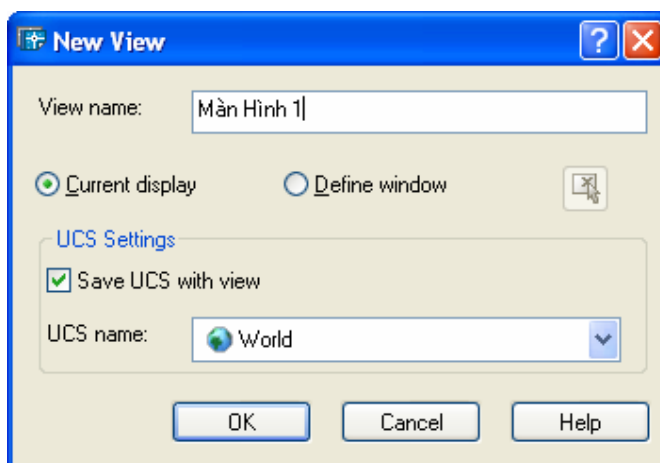 New View
View name: Màn Hình 1
Current display Define window
UCS Settings
Save UCS with view
UCS name: World
OK Cancel Help